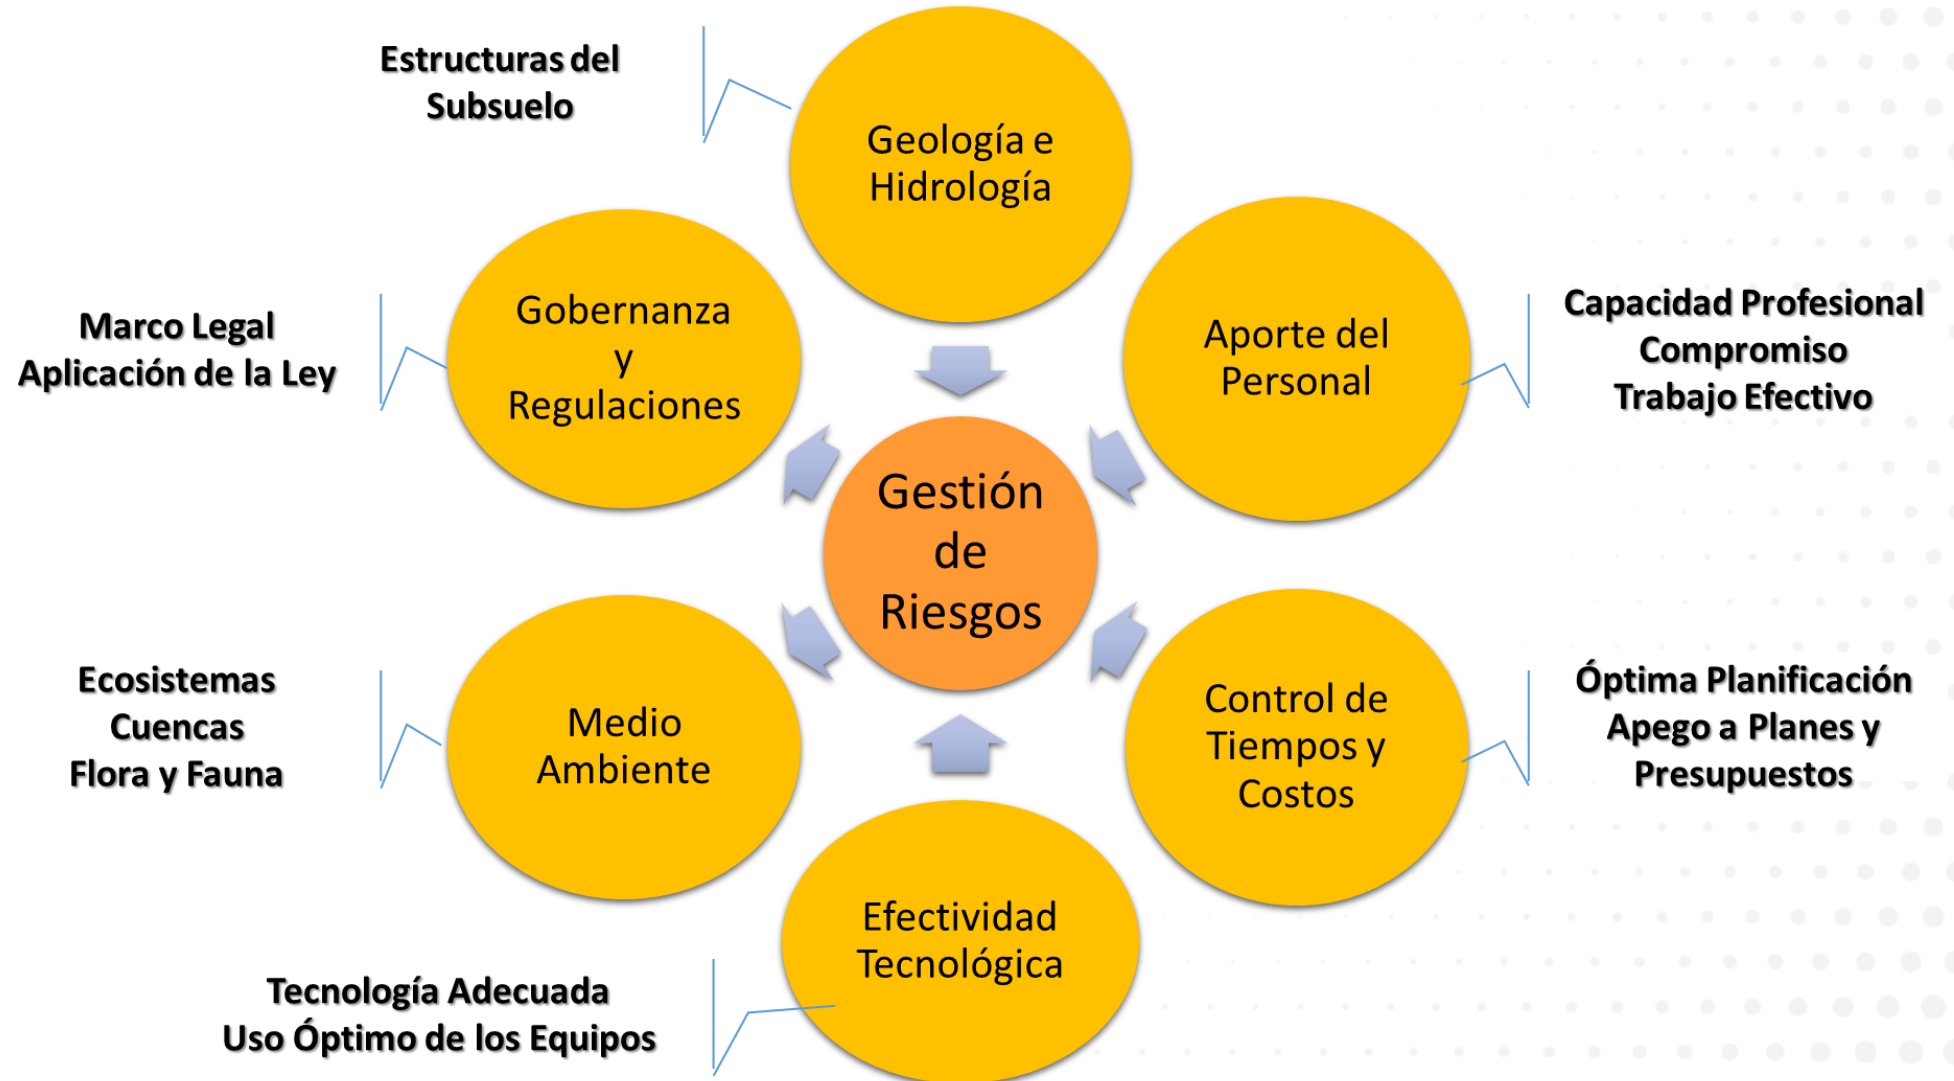 Estructuras del
Subsuelo
Geología e
Hidrología
Gobernanza
y
Regulaciones
Marco Legal
Aplicación de la Ley
Aporte del
Personal
Capacidad Profesional
Compromiso
Trabajo Efectivo
Gestión
de
Riesgos
Ecosistemas
Cuencas
Flora y Fauna
Medio
Ambiente
Control de
Tiempos y
Costos
Óptima Planificación
Apego a Planes y
Presupuestos
Efectividad
Tecnológica
Tecnología Adecuada
Uso Óptimo de los Equipos